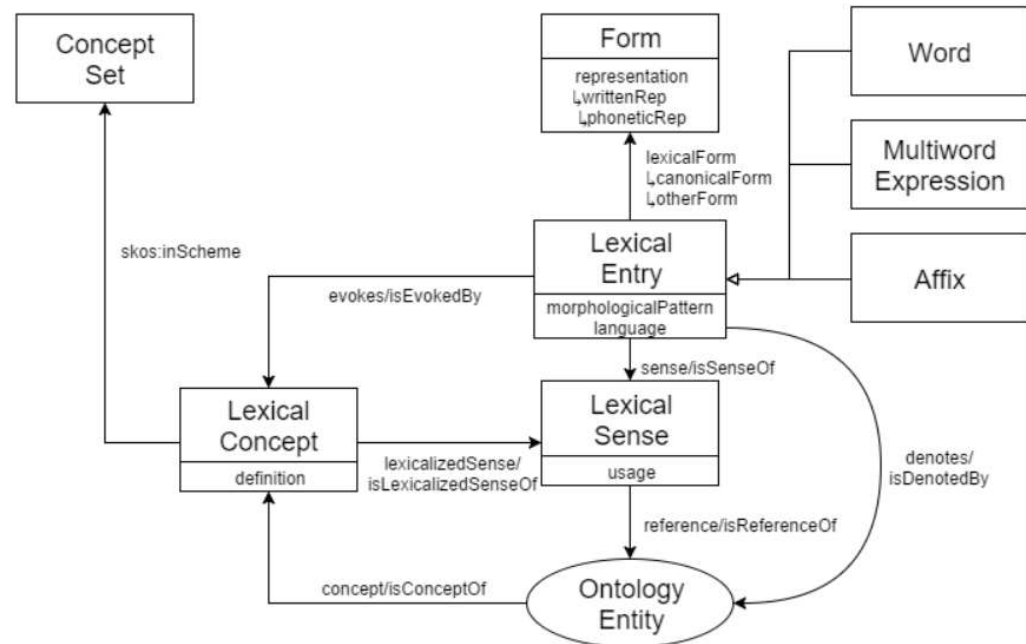 Concept
Set
Form
representation
↳writtenRep
↳phoneticRep
Word
Multiword
Expression
Affix
lexicalForm
↳canonicalForm
↳otherForm
skos:inScheme
Lexical
Entry
morphologicalPattern
language
evokes/isEvokedBy
sense/isSenseOf
Lexical
Concept
definition
lexicalizedSense/
isLexicalizedSenseOf
Lexical
Sense
usage
denotes/
isDenotedBy
reference/isReferenceOf
concept/isConceptOf
Ontology
Entity